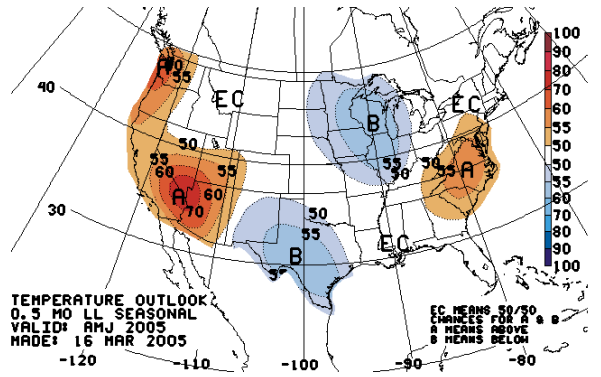 100
90
80
70
60
55
50
55
60
70
80
90
100
40
30
A
70
55
EC
50
55
55
60
A
60
70
B
55
50
EC
50
55
A
50
55
B
EC
TEMPERATURE OUTLOOK
0.5 MO LL SEASONAL
VALID: AMJ 2005
MADE: 16 MAR 2005
EC MEANS 50/50
CHANCES FOR A & B
A MEANS ABOVE
B MEANS BELOW
-120
-110
-100
-90
-80